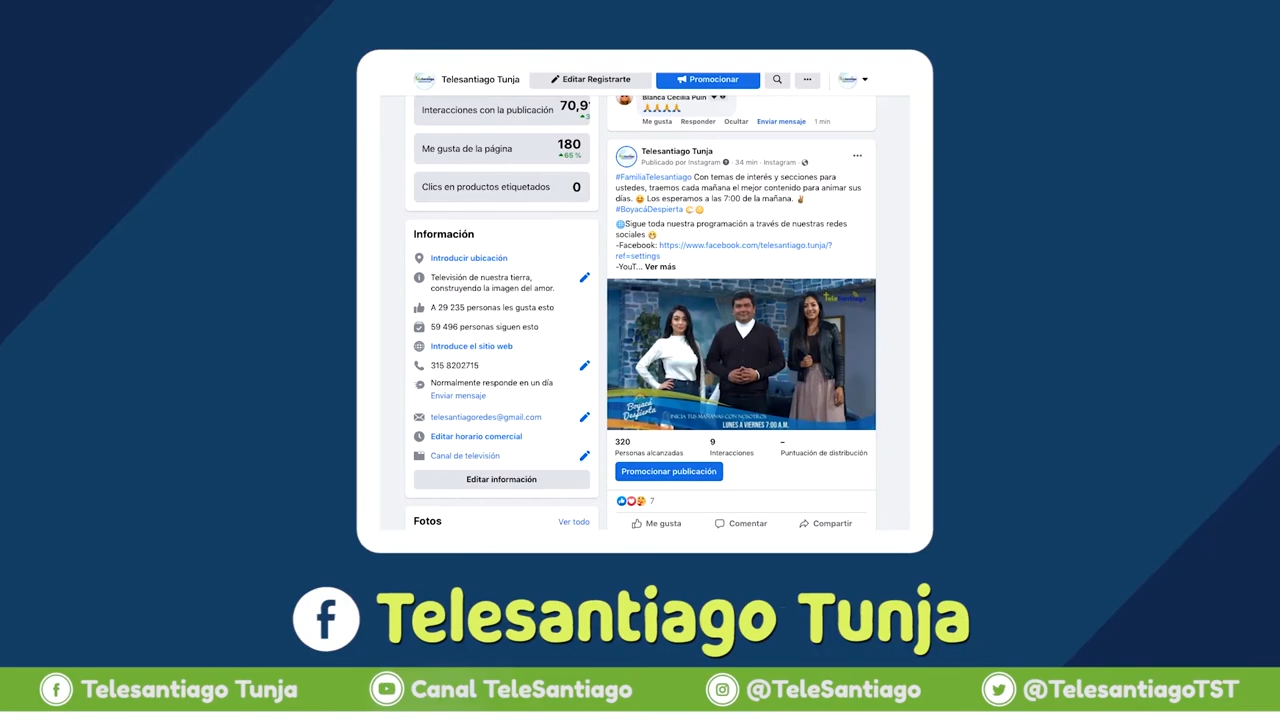 Telesantiago Tunja
Editar Registrarte
Promocionar
Interacciones con la publicación 70,9
Me gusta de la página 180
65 %
Clics en productos etiquetados 0
Información
Introducir ubicación
Televisión de nuestra tierra,
construyendo la imagen del amor.
A 29 235 personas les gusta esto
59 496 personas siguen esto
Introduce el sitio web
315 8202715
Normalmente responde en un día
Enviar mensaje
telesantiagoredes@gmail.com
Editar horario comercial
Canal de televisión
Editar información
Fotos Ver todo
Blanca Cecilia Puin
Me gusta Responder Ocultar Enviar mensaje 1 min
Telesantiago Tunja
Publicado por Instagram · 34 min · Instagram ·
#FamiliaTelesantiago Con temas de interés y secciones para
ustedes, traemos cada mañana el mejor contenido para animar sus
días. 😀 Los esperamos a las 7:00 de la mañana. ✌
#BoyacáDespierta
🌐Sigue toda nuestra programación a través de nuestras redes
sociales
-Facebook: https://www.facebook.com/telesantiago.tunja/?
ref=settings
-YouT... Ver más
TeleSantiago
Boyacá
Despierta
INICIA TUS MAÑANAS CON NOSOTROS
LUNES A VIERNES 7:00 A.M.
320 9 –
Personas alcanzadas Interacciones Puntuación de distribución
Promocionar publicación
7
Me gusta Comentar Compartir
Telesantiago Tunja
Telesantiago Tunja Canal TeleSantiago @TeleSantiago @TelesantiagoTST